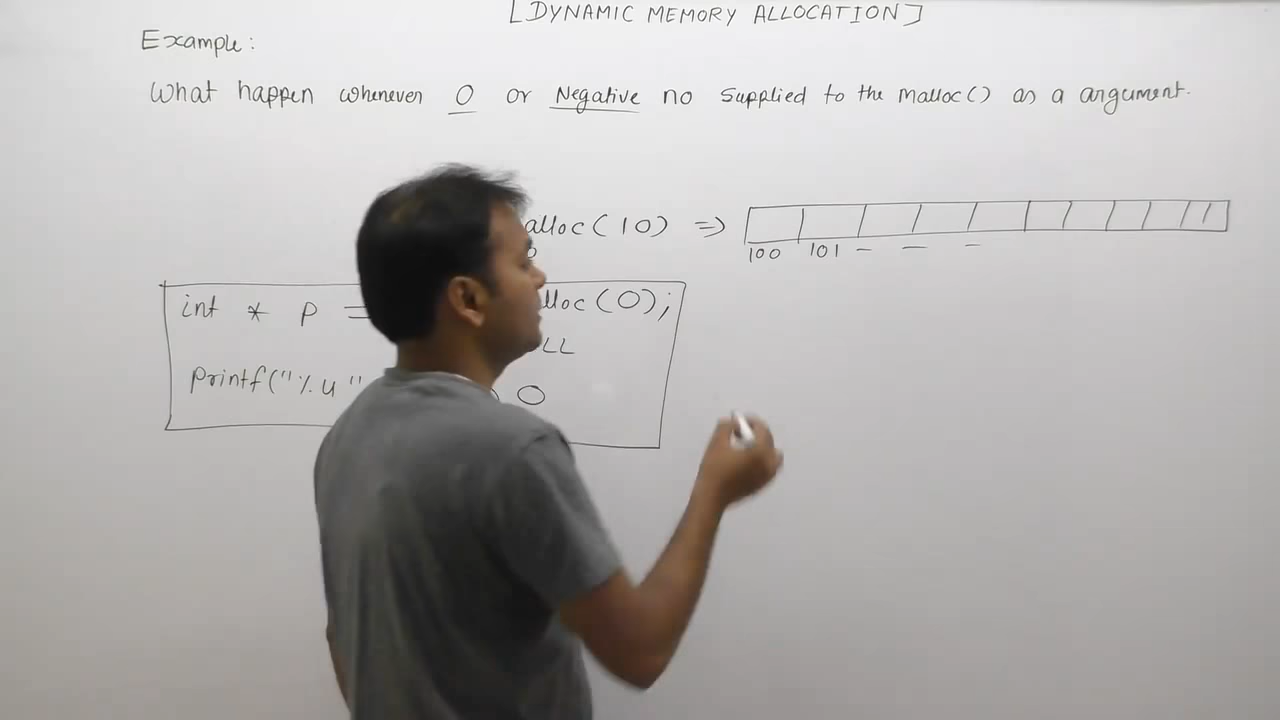 [DYNAMIC MEMORY ALLOCATION]
Example:
What happen whenever 0 or Negative no supplied to the malloc() as a argument.
alloc(10) ⇒
100 101 – — –
int * p = lloc(0);
LL
printf("%u" ) 0